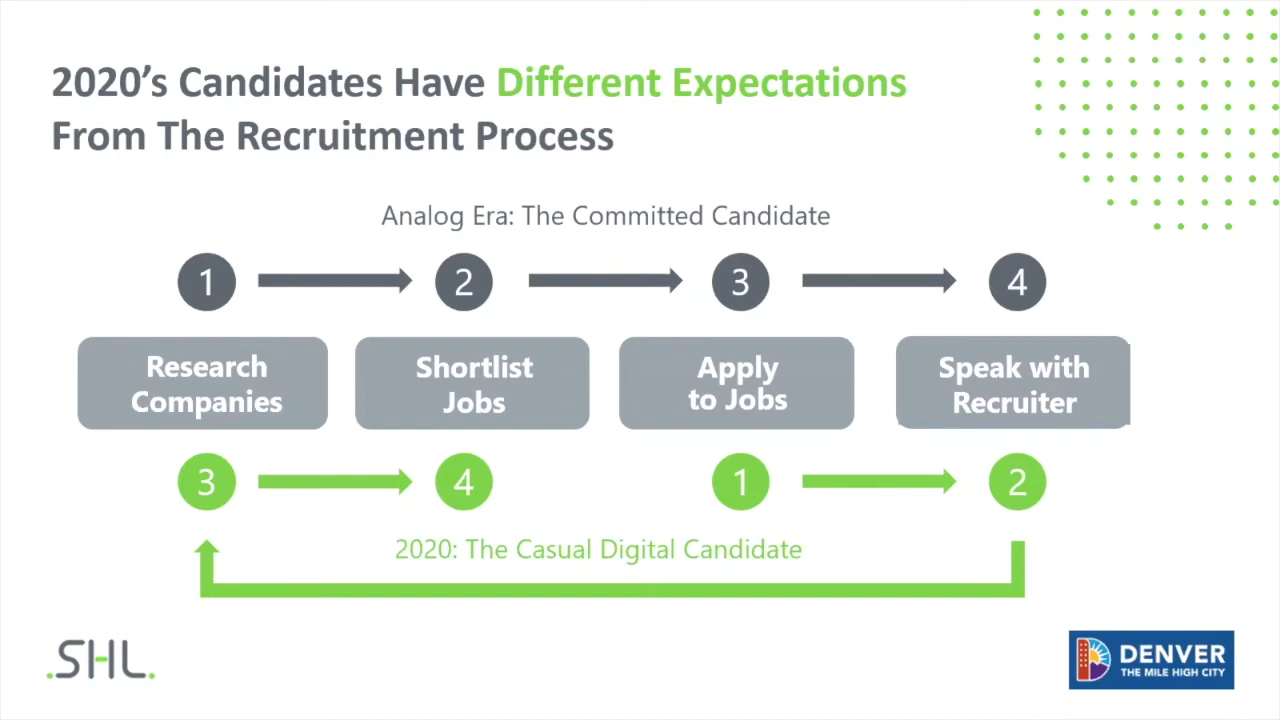 2020’s Candidates Have Different Expectations
From The Recruitment Process
Analog Era: The Committed Candidate
1
2
3
4
Research
Companies
Shortlist
Jobs
Apply
to Jobs
Speak with
Recruiter
3
4
1
2
2020: The Casual Digital Candidate
.SHL.
DENVER
THE MILE HIGH CITY